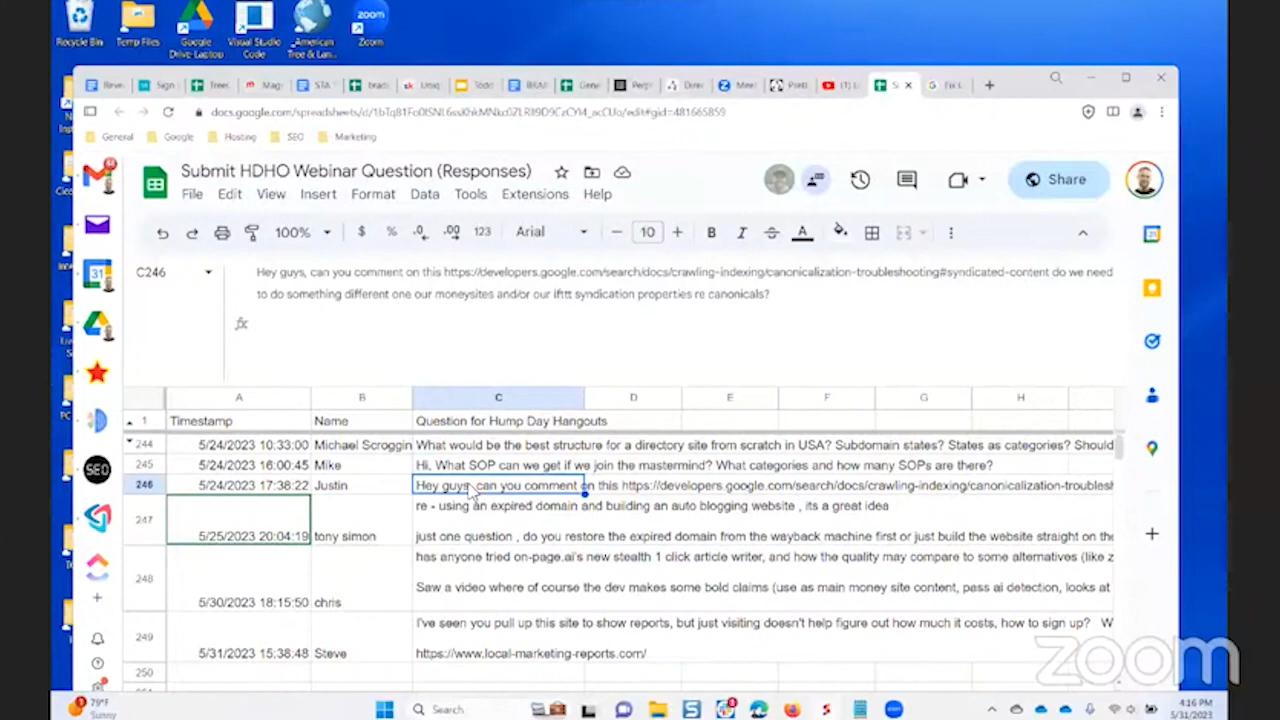 Recycle Bin
Temp Files
Google Drive-Laptop
Visual Studio Code
American Tree & Lan...
zoom
Zoom
Sign
Trees
Mag
STA
Uniq
Todo
Gene
Perp
Direc
Mee
docs.google.com/spreadsheets/d/
/edit#gid=481665859
General
Google
Hosting
SEO
Marketing
Submit HDHO Webinar Question (Responses)
File Edit View Insert Format Data Tools Extensions Help
Share
100% $ % .0 .00 123 Arial 10 B I A
C246
Hey guys, can you comment on this https://developers.google.com/search/docs/crawling-indexing/canonicalization-troubleshooting#syndicated-content do we need
to do something different one our moneysites and/or our ifttt syndication properties re canonicals?
fx
A B C D E F G H
1 Timestamp Name Question for Hump Day Hangouts
244 5/24/2023 10:33:00 Michael Scroggin What would be the best structure for a directory site from scratch in USA? Subdomain states? States as categories? Should
245 5/24/2023 16:00:45 Mike Hi, What SOP can we get if we join the mastermind? What categories and how many SOPs are there?
246 5/24/2023 17:38:22 Justin Hey guys, can you comment on this https://developers.google.com/search/docs/crawling-indexing/canonicalization-troublesh
re - using an expired domain and building an auto blogging website , its a great idea
247
5/25/2023 20:04:19 tony simon just one question , do you restore the expired domain from the wayback machine first or just build the website straight on the
has anyone tried on-page.ai's new stealth 1 click article writer, and how the quality may compare to some alternatives (like z
248
Saw a video where of course the dev makes some bold claims (use as main money site content, pass ai detection, looks at
5/30/2023 18:15:50 chris
I've seen you pull up this site to show reports, but just visiting doesn't help figure out how much it costs, how to sign up? W
249
5/31/2023 15:38:48 Steve https://www.local-marketing-reports.com/
250
SEO
31
zoom
79°F
Sunny
Search
4:16 PM
5/31/2023